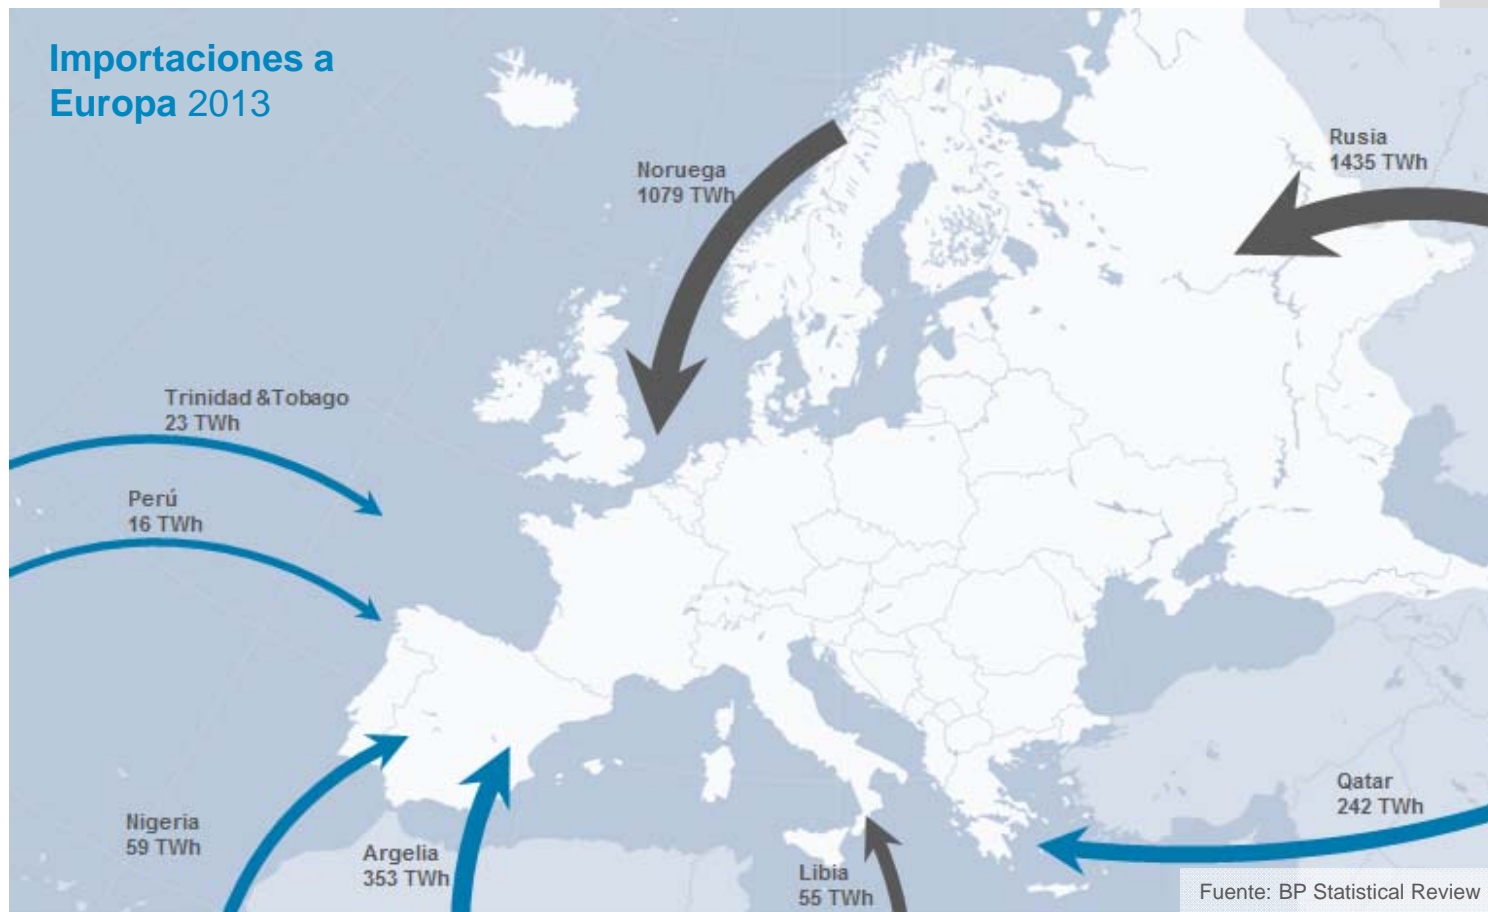 Importaciones a
Europa 2013
Noruega
1079 TWh
Rusia
1435 TWh
Trinidad &Tobago
23 TWh
Perú
16 TWh
Nigeria
59 TWh
Argelia
353 TWh
Libia
55 TWh
Qatar
242 TWh
Fuente: BP Statistical Review